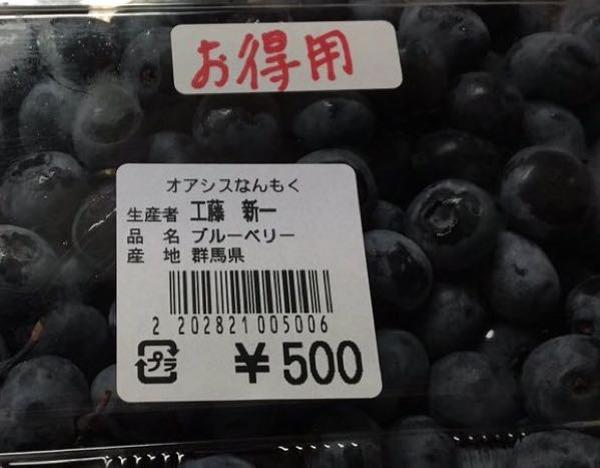 お得用
オアシスなんもく
生産者 工藤 新一
品 名 ブルーベリー
産 地 群馬県
2 202821 005006
プラ ¥500